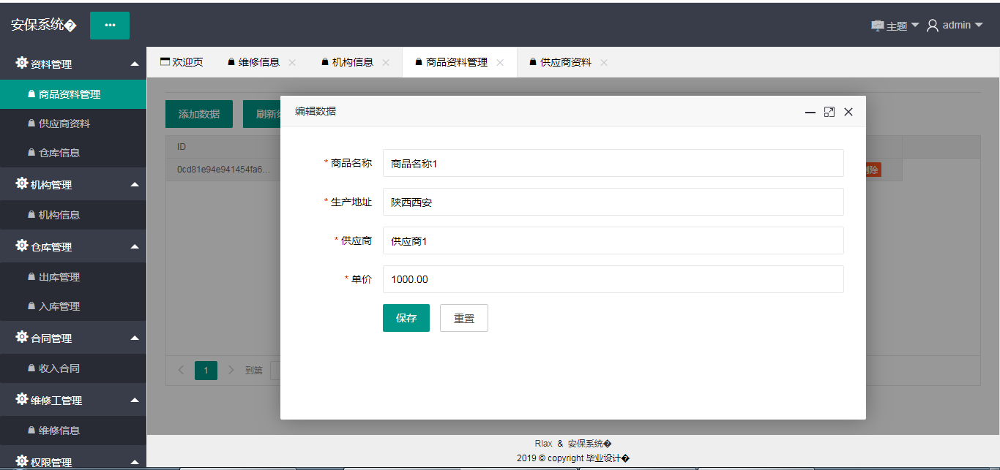 安保系统� ••• 主题 admin
资料管理
商品资料管理
供应商资料
仓库信息
机构管理
机构信息
仓库管理
出库管理
入库管理
合同管理
收入合同
维修工管理
维修信息
权限管理
欢迎页 维修信息 机构信息 商品资料管理 供应商资料
添加数据 刷新
ID
0cd81e94e941454fa6...
除
1 到第
编辑数据
* 商品名称 商品名称1
* 生产地址 陕西西安
* 供应商 供应商1
* 单价 1000.00
保存 重置
Rlax & 安保系统�
2019 © copyright 毕业设计�